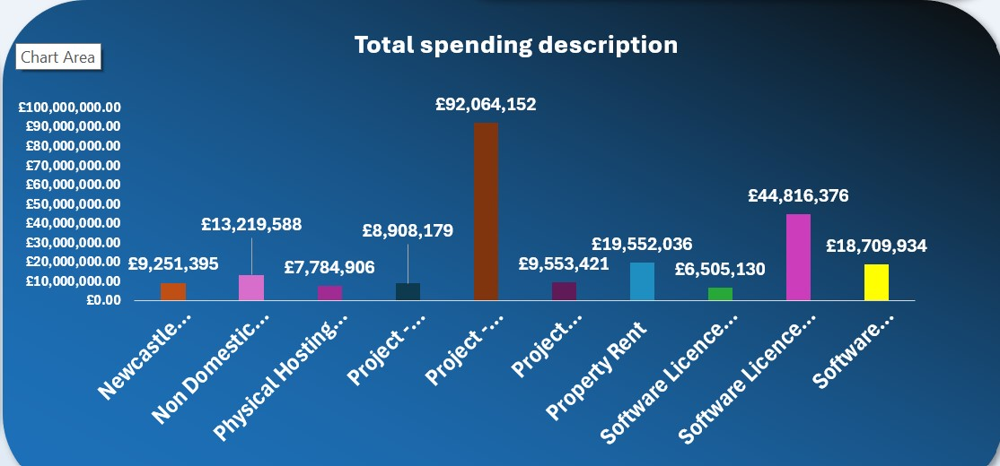 Total spending description
Chart Area
£100,000,000.00
£90,000,000.00
£80,000,000.00
£70,000,000.00
£60,000,000.00
£50,000,000.00
£40,000,000.00
£30,000,000.00
£20,000,000.00
£10,000,000.00
£0.00
£9,251,395
£13,219,588
£7,784,906
£8,908,179
£92,064,152
£9,553,421
£19,552,036
£6,505,130
£44,816,376
£18,709,934
Newcastle...
Non Domestic...
Physical Hosting...
Project -...
Project -...
Project...
Property Rent
Software Licence...
Software Licence...
Software...